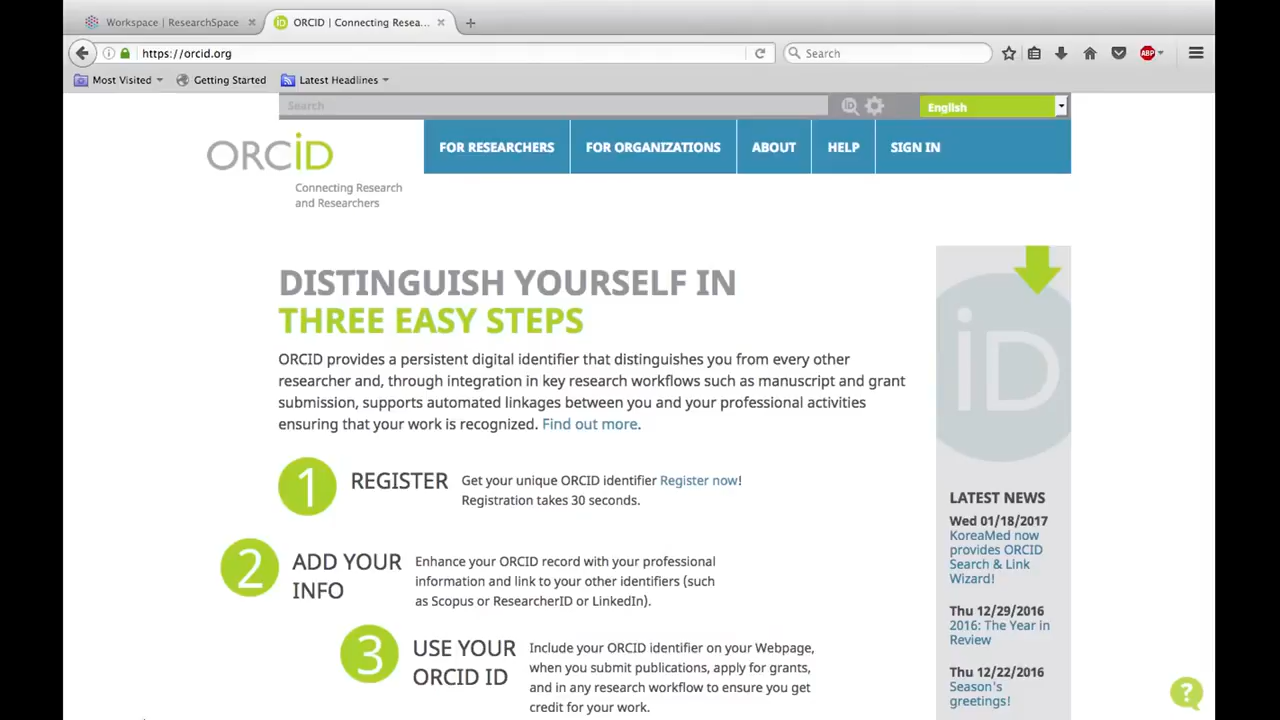 Workspace | ResearchSpace
ORCID | Connecting Resea...
https://orcid.org
Search
ABP
Most Visited
Getting Started
Latest Headlines
Search
iD
English
ORCiD
Connecting Research
and Researchers
FOR RESEARCHERS
FOR ORGANIZATIONS
ABOUT
HELP
SIGN IN
DISTINGUISH YOURSELF IN
THREE EASY STEPS
ORCID provides a persistent digital identifier that distinguishes you from every other
researcher and, through integration in key research workflows such as manuscript and grant
submission, supports automated linkages between you and your professional activities
ensuring that your work is recognized. Find out more.
1
REGISTER
Get your unique ORCID identifier Register now!
Registration takes 30 seconds.
2
ADD YOUR
INFO
Enhance your ORCID record with your professional
information and link to your other identifiers (such
as Scopus or ResearcherID or LinkedIn).
3
USE YOUR
ORCID ID
Include your ORCID identifier on your Webpage,
when you submit publications, apply for grants,
and in any research workflow to ensure you get
credit for your work.
iD
LATEST NEWS
Wed 01/18/2017
KoreaMed now
provides ORCID
Search & Link
Wizard!
Thu 12/29/2016
2016: The Year in
Review
Thu 12/22/2016
Season's
greetings!
?